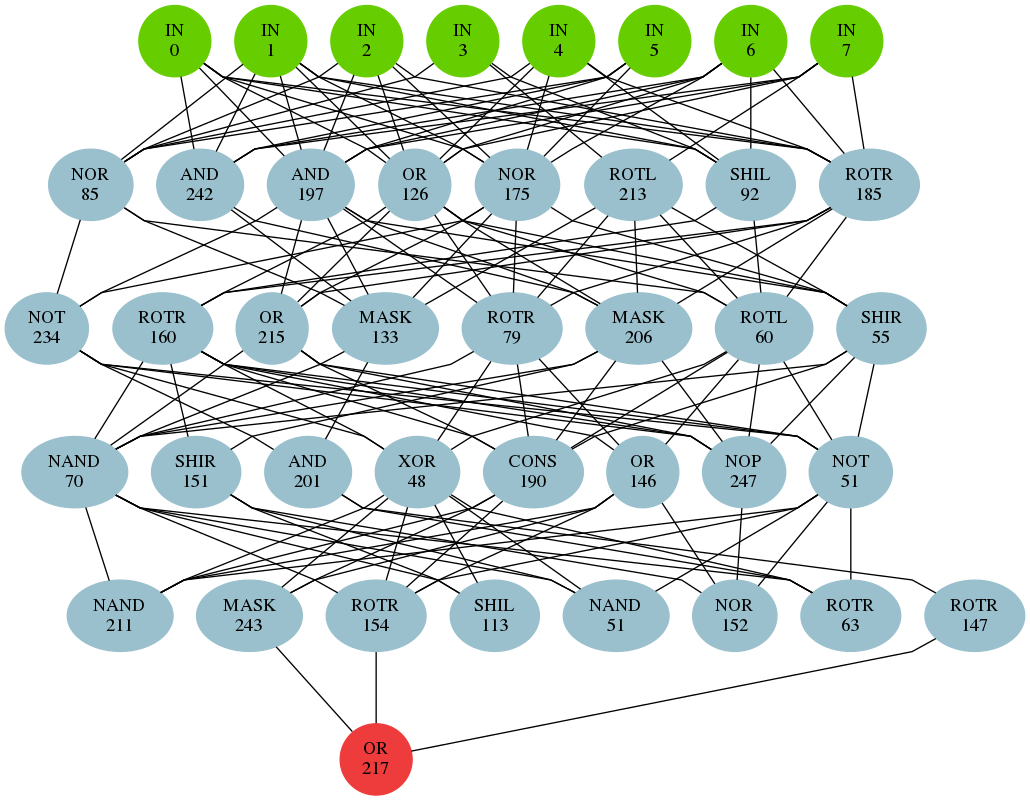 IN IN IN IN IN IN IN IN
0 1 2 3 4 5 6 7
NOR AND AND OR NOR ROTL SHIL ROTR
85 242 197 126 175 213 92 185
NOT ROTR OR MASK ROTR MASK ROTL SHIR
234 160 215 133 79 206 60 55
NAND SHIR AND XOR CONS OR NOP NOT
70 151 201 48 190 146 247 51
NAND MASK ROTR SHIL NAND NOR ROTR ROTR
211 243 154 113 51 152 63 147
OR
217